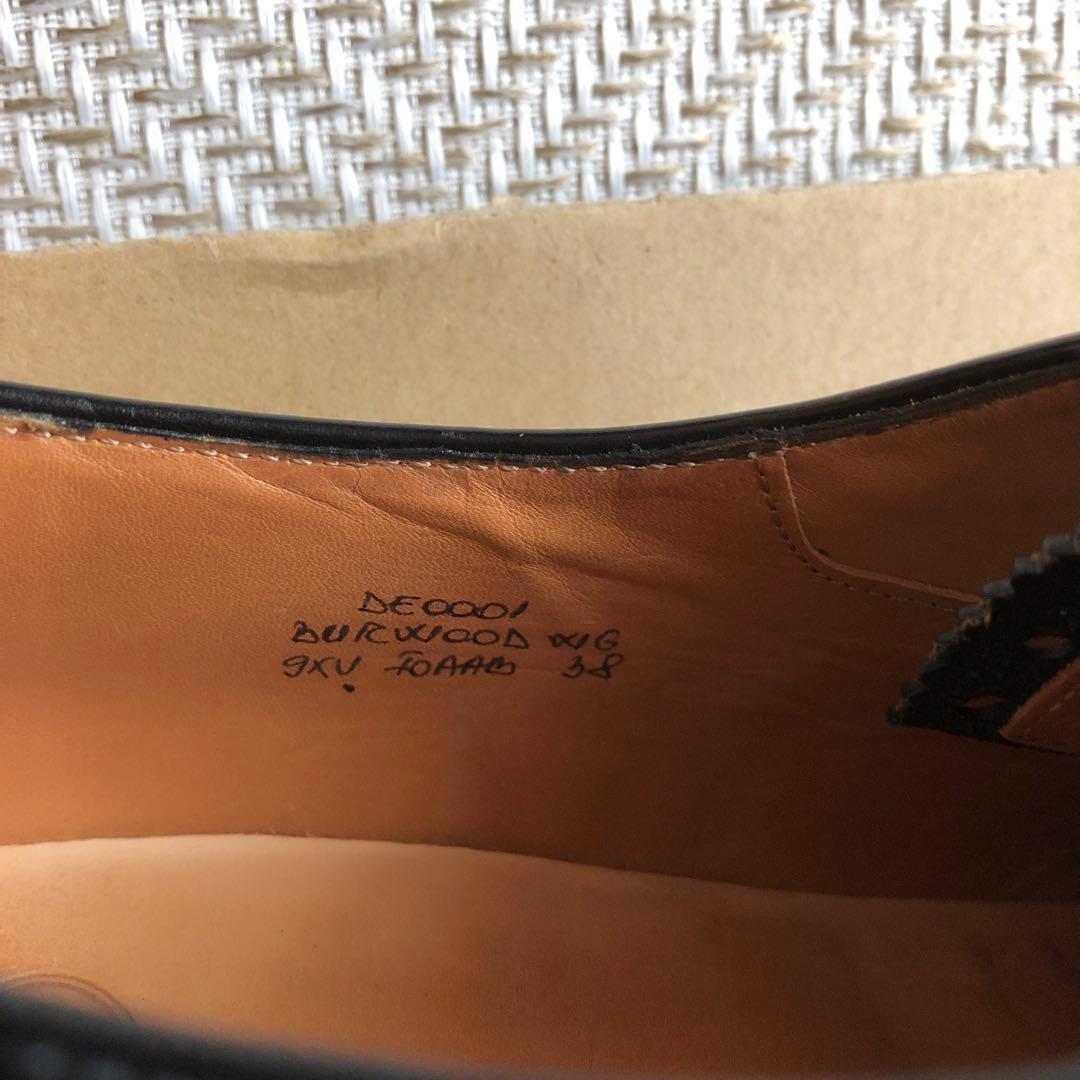 DE0001
BURWOOD WG
9XV 38